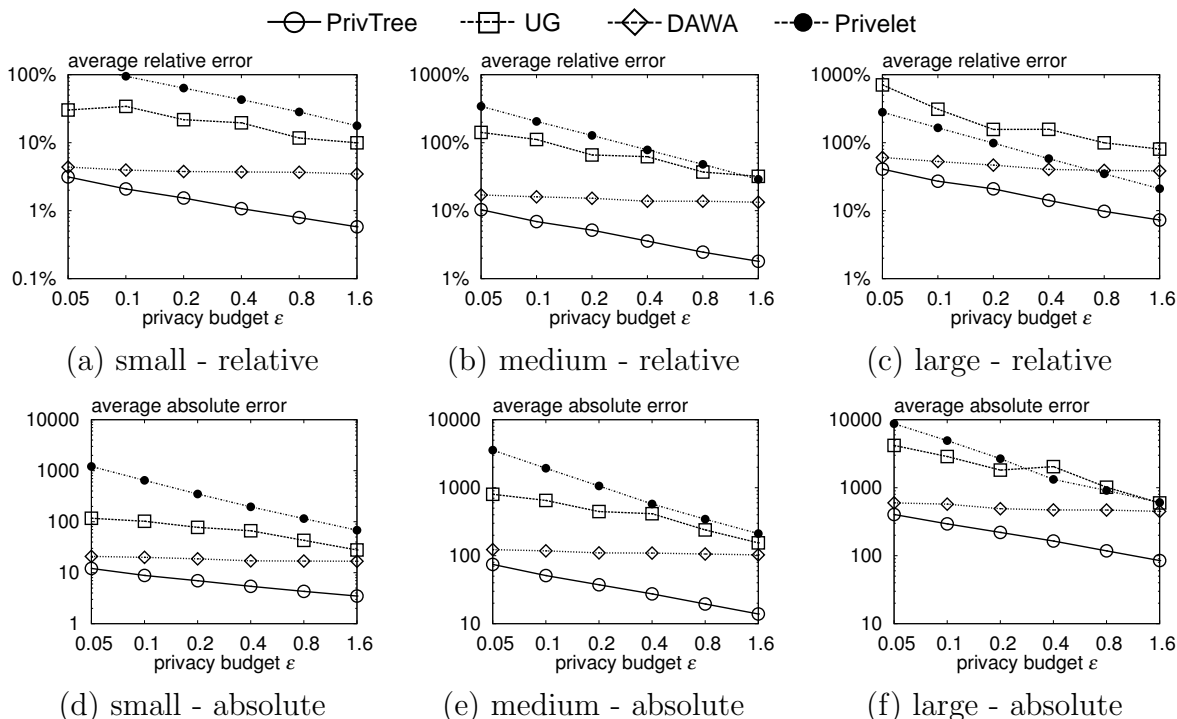 PrivTree UG DAWA Privelet
average relative error average relative error average relative error
100% 1000% 1000%
10% 100% 100%
1% 10% 10%
0.1% 1% 1%
0.05 0.1 0.2 0.4 0.8 1.6 0.05 0.1 0.2 0.4 0.8 1.6 0.05 0.1 0.2 0.4 0.8 1.6
privacy budget ε privacy budget ε privacy budget ε
(a) small - relative (b) medium - relative (c) large - relative
average absolute error average absolute error average absolute error
10000 10000 10000
1000 1000 1000
100
10 100 100
1 10 10
0.05 0.1 0.2 0.4 0.8 1.6 0.05 0.1 0.2 0.4 0.8 1.6 0.05 0.1 0.2 0.4 0.8 1.6
privacy budget ε privacy budget ε privacy budget ε
(d) small - absolute (e) medium - absolute (f) large - absolute